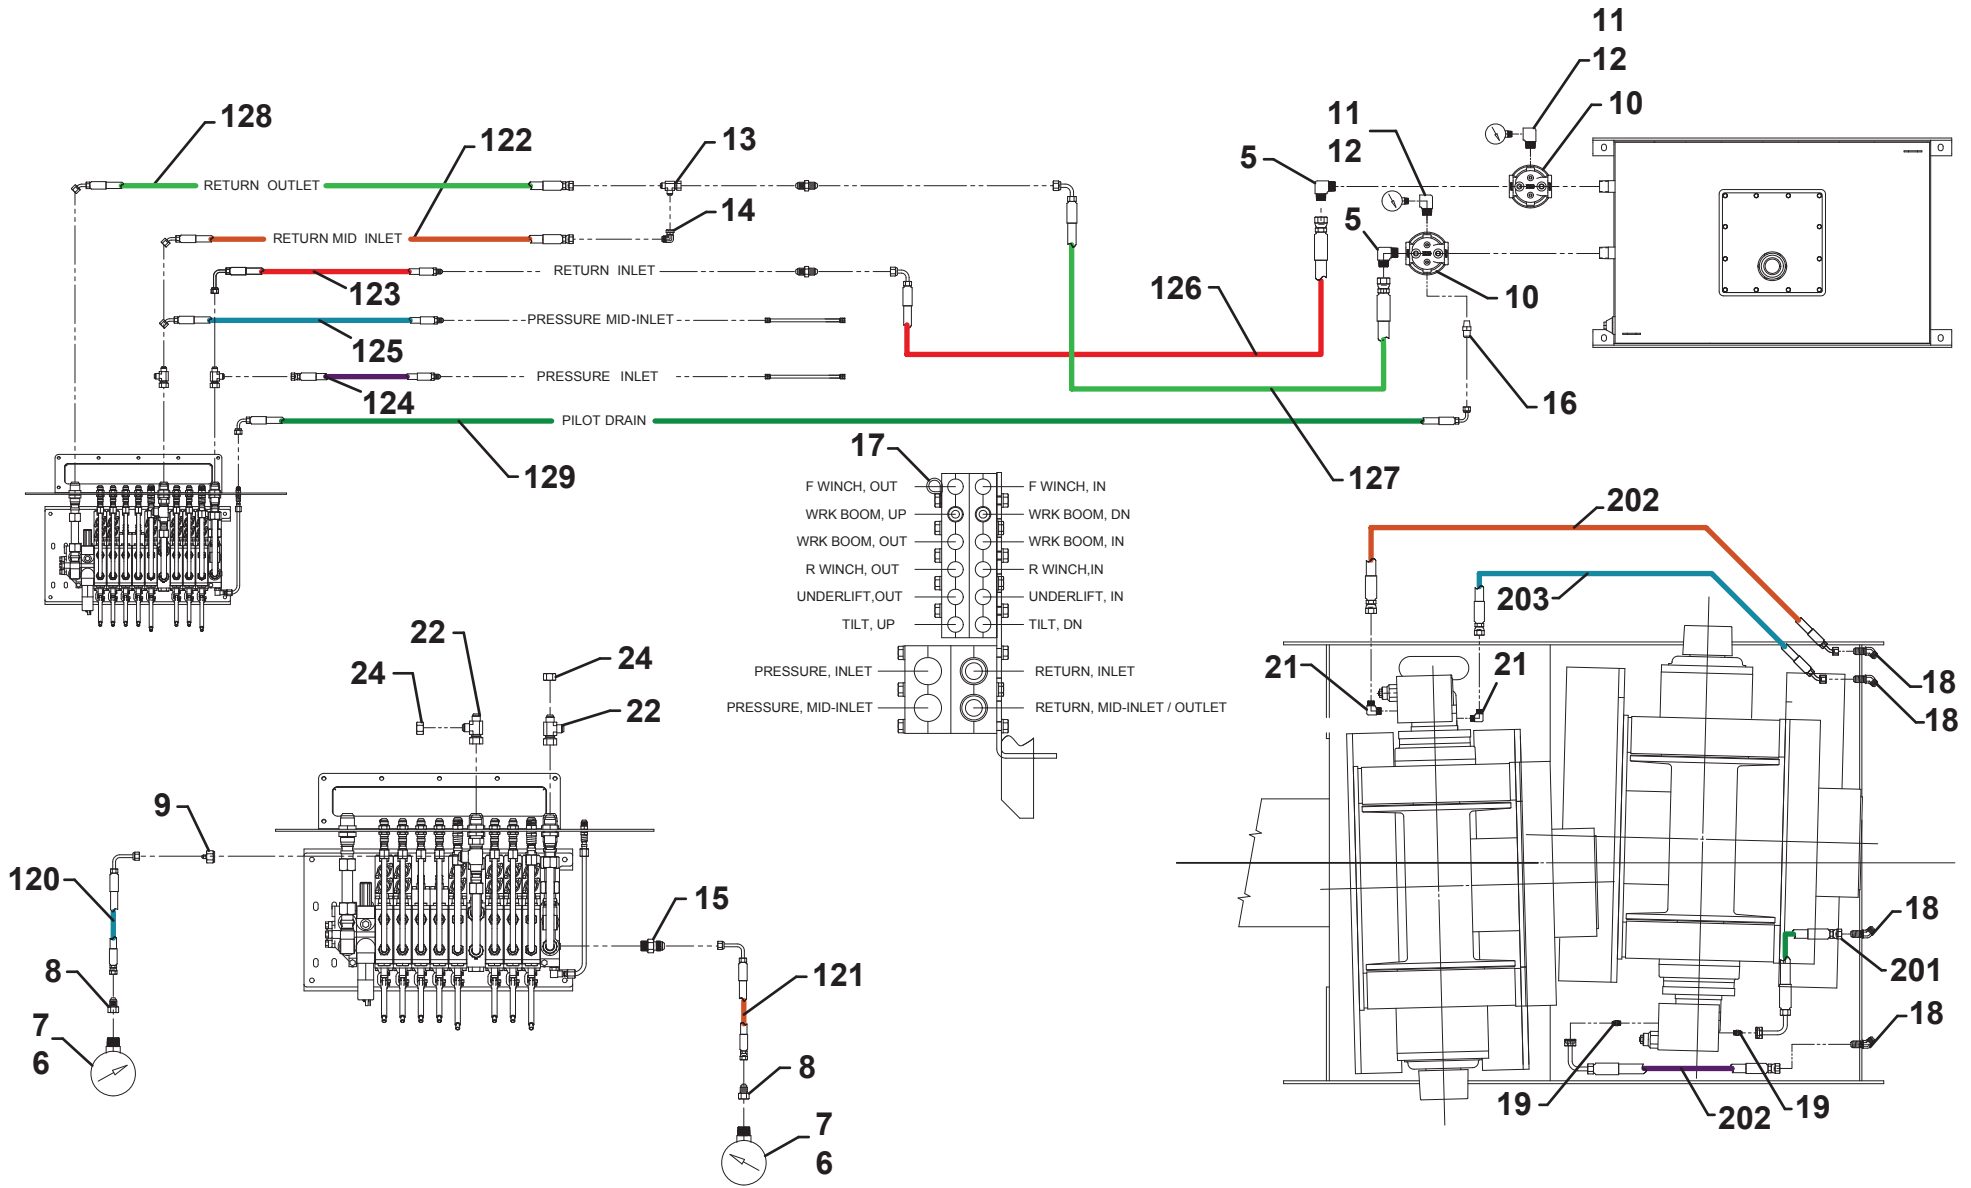 11
12
10
128
122
13
11
12
5
RETURN OUTLET
14
5
RETURN MID INLET
RETURN INLET
123
126
10
PRESSURE MID-INLET
125
PRESSURE INLET
124
16
PILOT DRAIN
129
17
127
F WINCH, OUT
F WINCH, IN
WRK BOOM, UP
WRK BOOM, DN
WRK BOOM, OUT
WRK BOOM, IN
R WINCH, OUT
R WINCH,IN
UNDERLIFT,OUT
UNDERLIFT, IN
TILT, UP
TILT, DN
PRESSURE, INLET
RETURN, INLET
PRESSURE, MID-INLET
RETURN, MID-INLET / OUTLET
202
203
22
24
24
22
21
21
18
18
9
120
15
8
121
7
6
8
7
6
18
201
18
19
202
19